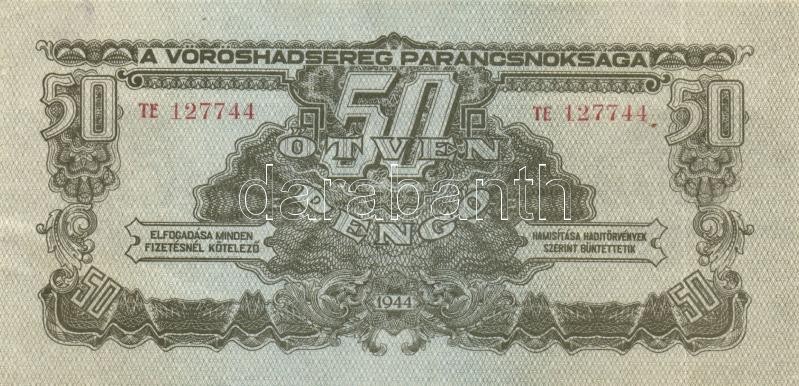 A VÖRÖSHADSEREG PARANCSNOKSÁGA
50 50 50
TE 127744 TE 127744
ÖTVEN
PENGŐ
darabanth
ELFOGADÁSA MINDEN
FIZETÉSNÉL KÖTELEZŐ
HAMISÍTÁSA HADITÖRVÉNYEK
SZERINT BÜNTETTETIK
50 1944 50